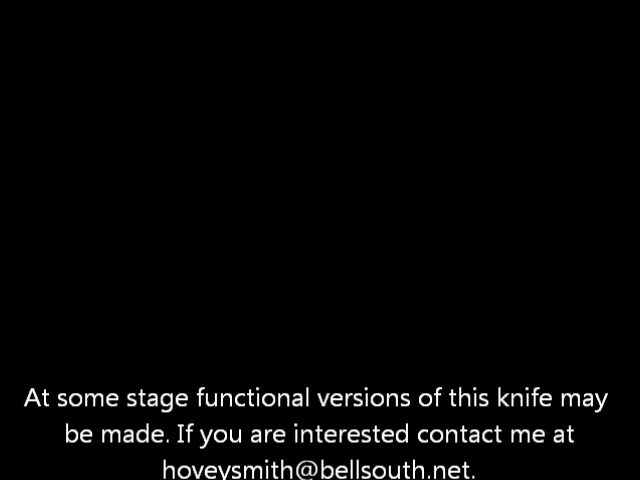 At some stage functional versions of this knife may
be made. If you are interested contact me at
hoveysmith@bellsouth.net.